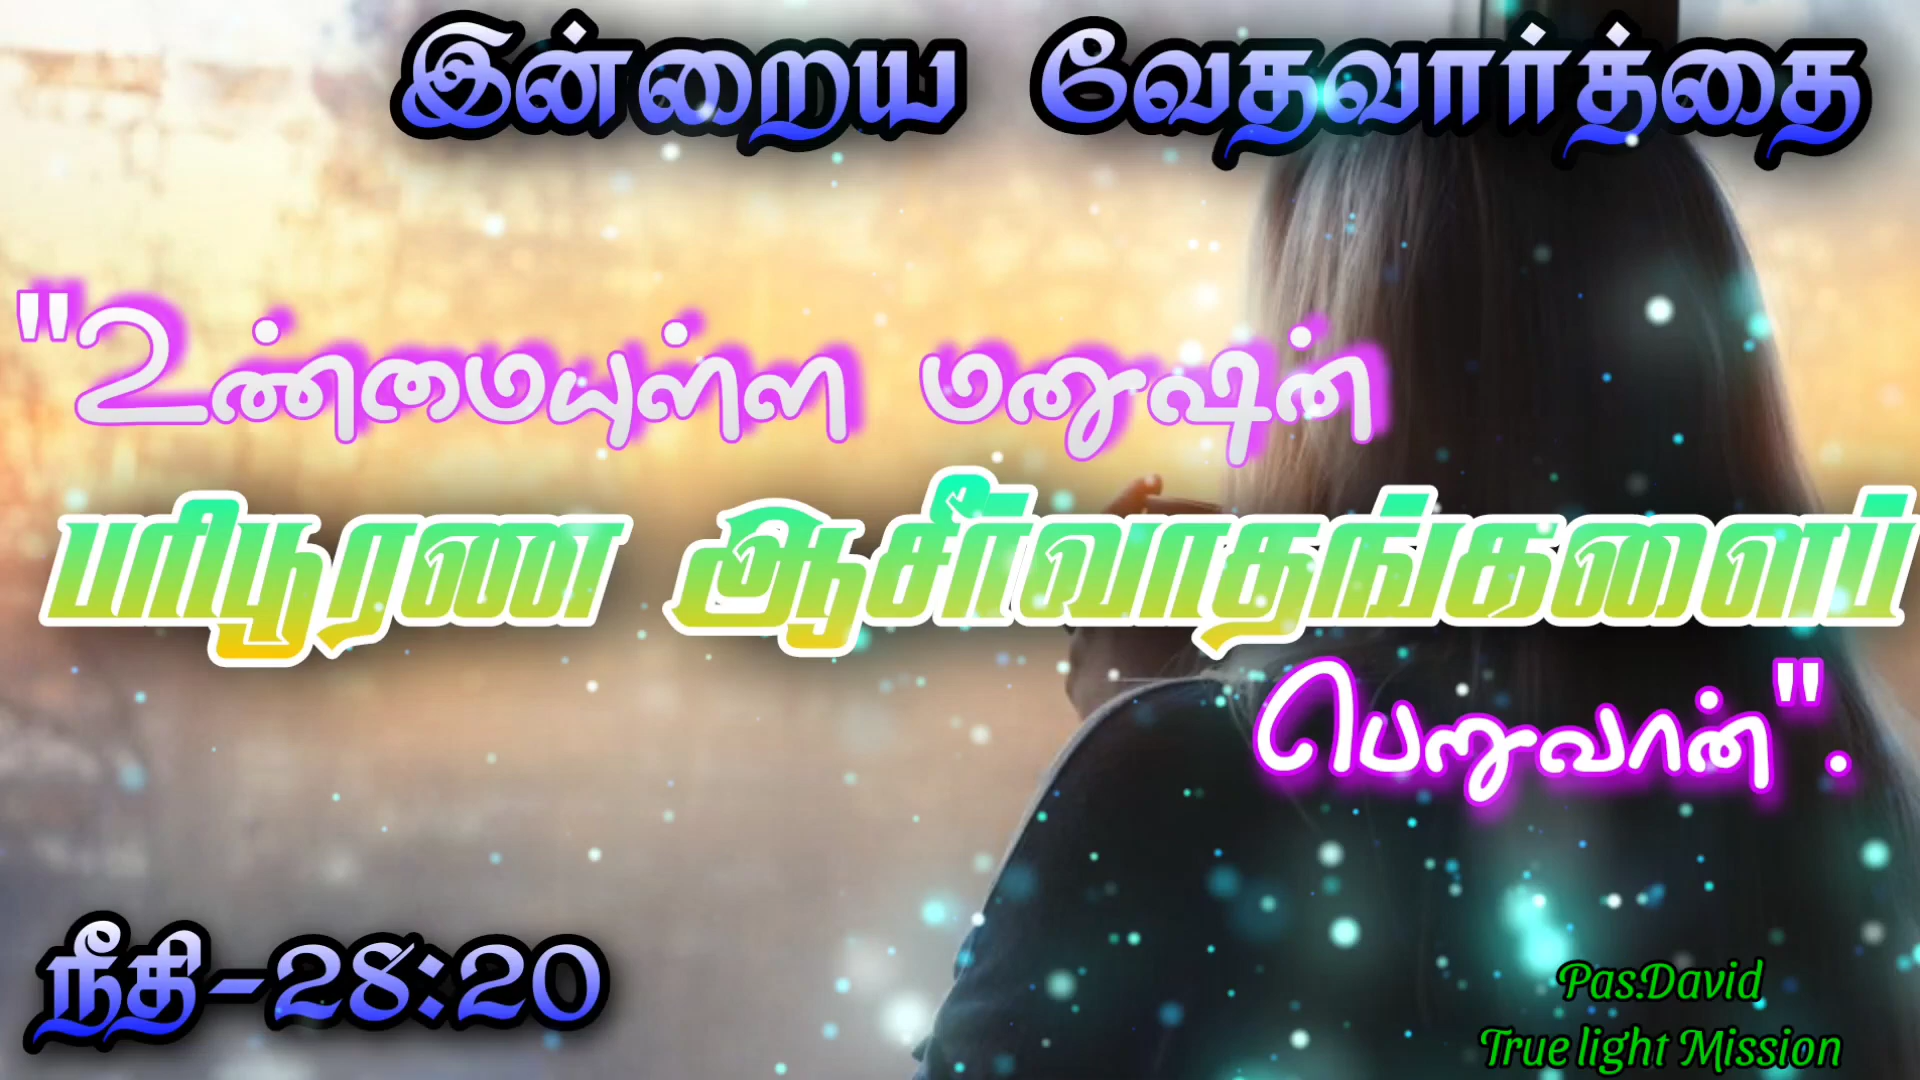 இன்றைய வேதவார்த்தை
"உண்மையுள்ள மனுஷன்
பரிபூரண ஆசீர்வாதங்களைப்
பெறுவான்".
நீதி-28:20
Pas.David
True light Mission